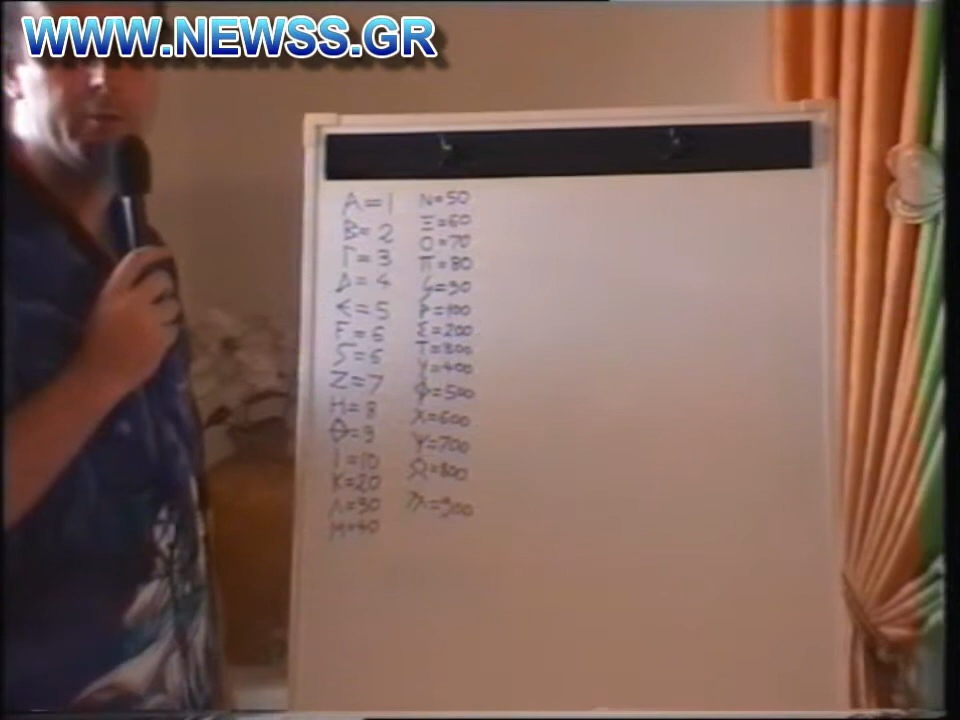 WWW.NEWSS.GR
Α=1
Β=2
Γ=3
Δ=4
Ε=5
F=6
Ϛ=6
Ζ=7
Η=8
Θ=9
Ι=10
Κ=20
Λ=30
Μ=40
Ν=50
Ξ=60
Ο=70
Π=80
Ϟ=90
Ρ=100
Σ=200
Τ=300
Υ=400
Φ=500
Χ=600
Ψ=700
Ω=800
ϡ=900